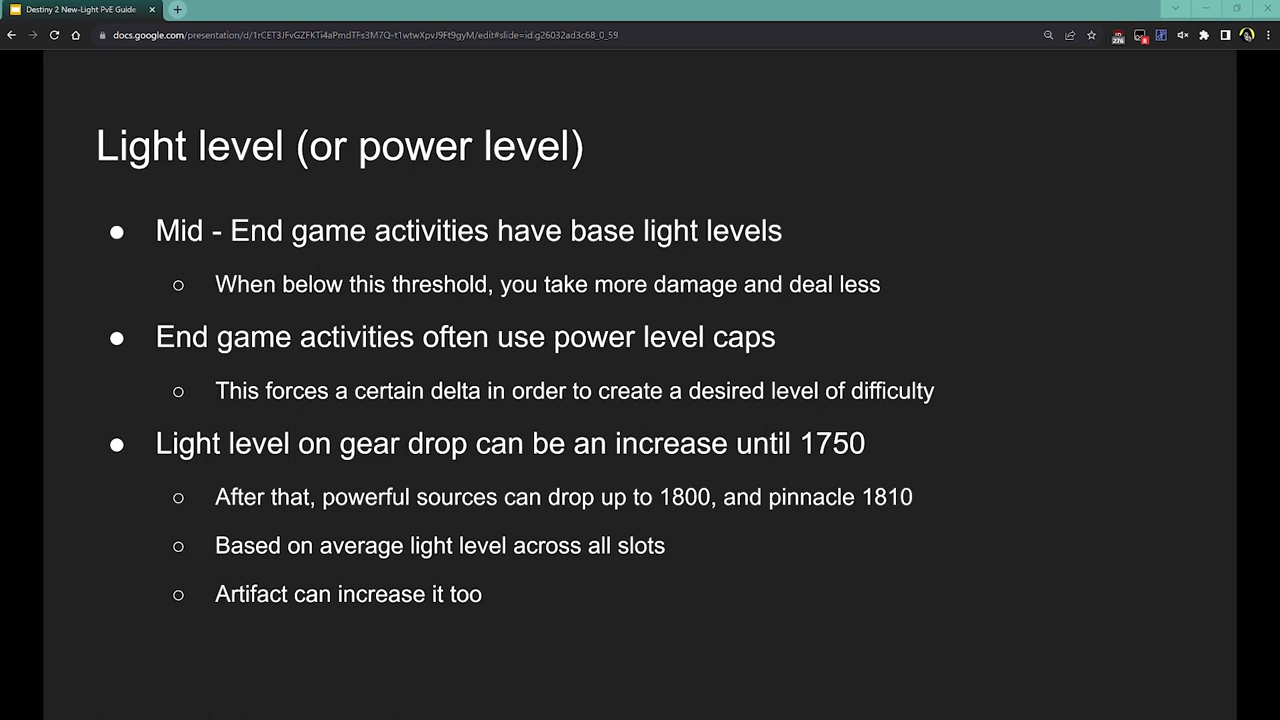 Destiny 2 New-Light PvE Guide
docs.google.com/presentation/d/1rCET3JFvGZFKTi4aPmdTFs3M7Q-t1wtwXpvJ9Ft9gyM/edit#slide=id.g26032ad3c68_0_59
276
8
Light level (or power level)
● Mid - End game activities have base light levels
○ When below this threshold, you take more damage and deal less
● End game activities often use power level caps
○ This forces a certain delta in order to create a desired level of difficulty
● Light level on gear drop can be an increase until 1750
○ After that, powerful sources can drop up to 1800, and pinnacle 1810
○ Based on average light level across all slots
○ Artifact can increase it too